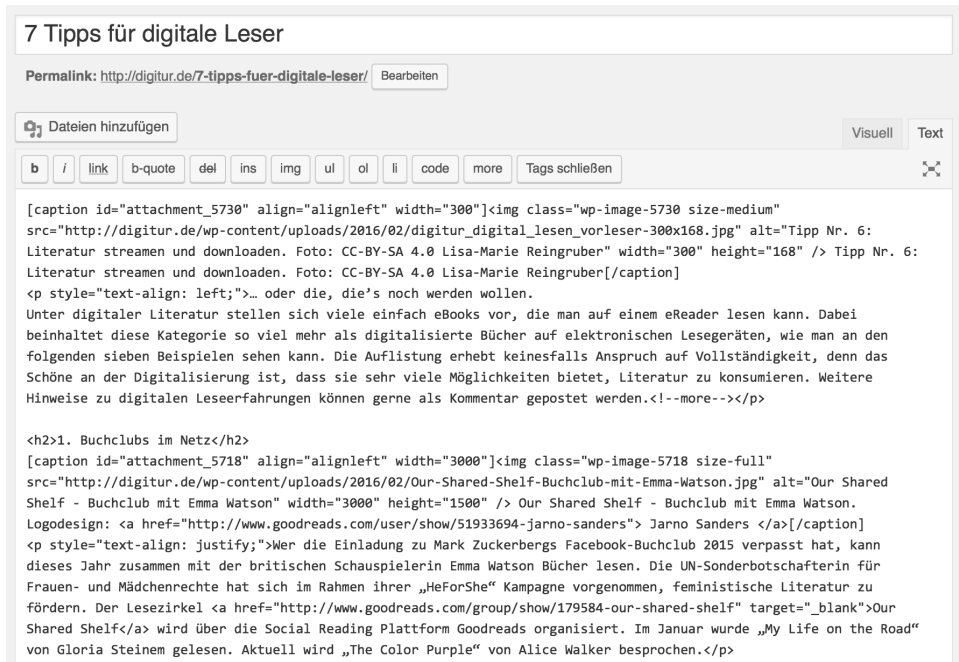 7 Tipps für digitale Leser
Permalink: http://digitur.de/7-tipps-fuer-digitale-leser/ Bearbeiten
Dateien hinzufügen
Visuell Text
b i link b-quote del ins img ul ol li code more Tags schließen
[caption id="attachment_5730" align="alignleft" width="300"]<img class="wp-image-5730 size-medium"
src="http://digitur.de/wp-content/uploads/2016/02/digitur_digital_lesen_vorleser-300x168.jpg" alt="Tipp Nr. 6:
Literatur streamen und downloaden. Foto: CC-BY-SA 4.0 Lisa-Marie Reingruber" width="300" height="168" /> Tipp Nr. 6:
Literatur streamen und downloaden. Foto: CC-BY-SA 4.0 Lisa-Marie Reingruber[/caption]
<p style="text-align: left;">… oder die, die’s noch werden wollen.
Unter digitaler Literatur stellen sich viele einfach eBooks vor, die man auf einem eReader lesen kann. Dabei
beinhaltet diese Kategorie so viel mehr als digitalisierte Bücher auf elektronischen Lesegeräten, wie man an den
folgenden sieben Beispielen sehen kann. Die Auflistung erhebt keinesfalls Anspruch auf Vollständigkeit, denn das
Schöne an der Digitalisierung ist, dass sie sehr viele Möglichkeiten bietet, Literatur zu konsumieren. Weitere
Hinweise zu digitalen Leseerfahrungen können gerne als Kommentar gepostet werden.<!--more--></p>
<h2>1. Buchclubs im Netz</h2>
[caption id="attachment_5718" align="alignleft" width="3000"]<img class="wp-image-5718 size-full"
src="http://digitur.de/wp-content/uploads/2016/02/Our-Shared-Shelf-Buchclub-mit-Emma-Watson.jpg" alt="Our Shared
Shelf - Buchclub mit Emma Watson" width="3000" height="1500" /> Our Shared Shelf - Buchclub mit Emma Watson.
Logodesign: <a href="http://www.goodreads.com/user/show/51933694-jarno-sanders"> Jarno Sanders </a>[/caption]
<p style="text-align: justify;">Wer die Einladung zu Mark Zuckerbergs Facebook-Buchclub 2015 verpasst hat, kann
dieses Jahr zusammen mit der britischen Schauspielerin Emma Watson Bücher lesen. Die UN-Sonderbotschafterin für
Frauen- und Mädchenrechte hat sich im Rahmen ihrer „HeForShe“ Kampagne vorgenommen, feministische Literatur zu
fördern. Der Lesezirkel <a href="http://www.goodreads.com/group/show/179584-our-shared-shelf" target="_blank">Our
Shared Shelf</a> wird über die Social Reading Plattform Goodreads organisiert. Im Januar wurde „My Life on the Road“
von Gloria Steinem gelesen. Aktuell wird „The Color Purple“ von Alice Walker besprochen.</p>